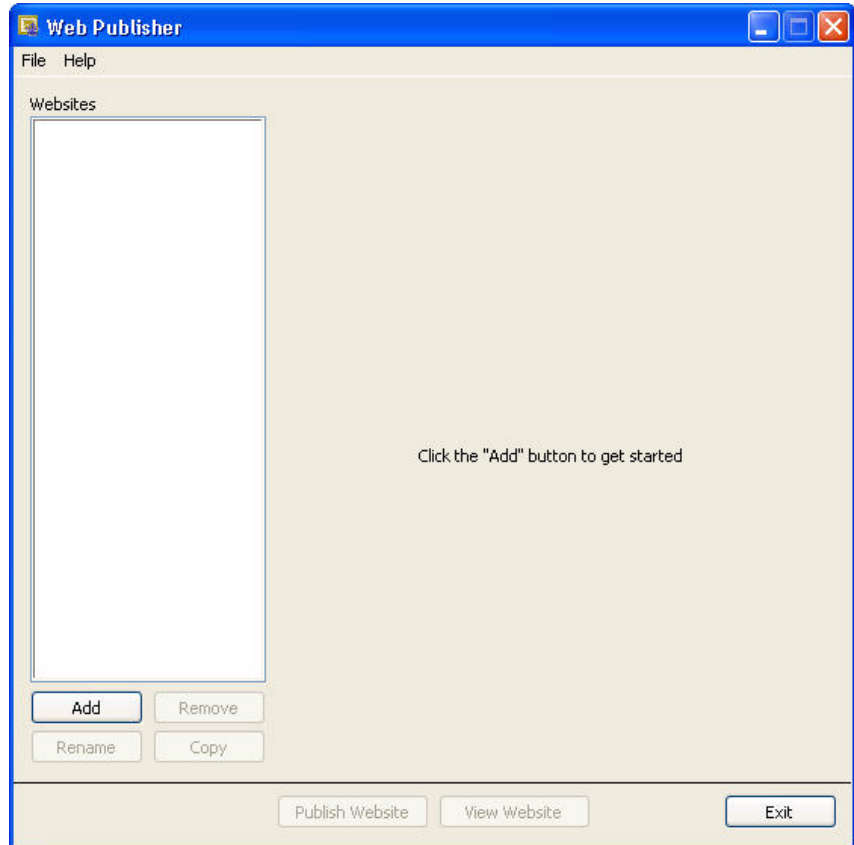 Web Publisher
File Help
Websites
Click the "Add" button to get started
Add Remove
Rename Copy
Publish Website View Website Exit